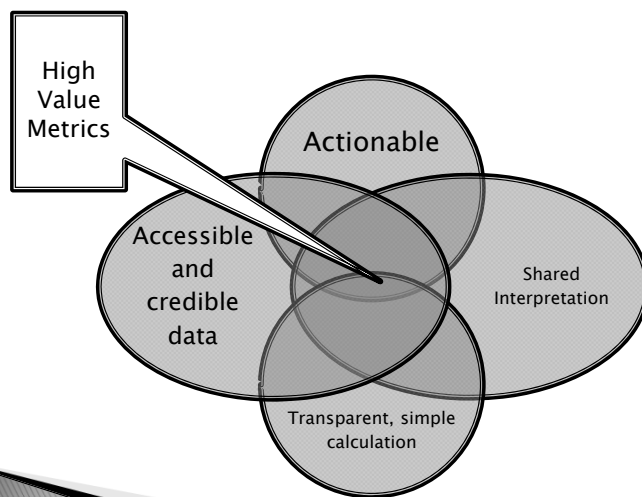 High
Value
Metrics
Actionable
Accessible
and
credible
data
Shared
Interpretation
Transparent, simple
calculation